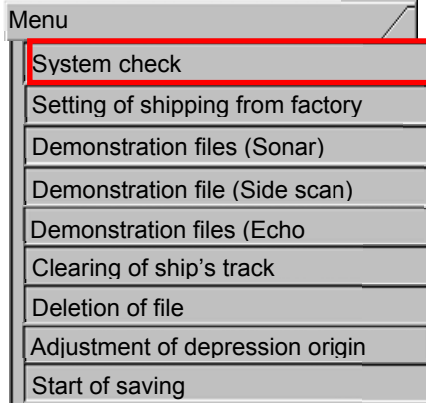 Menu
System check
Setting of shipping from factory
Demonstration files (Sonar)
Demonstration file (Side scan)
Demonstration files (Echo
Clearing of ship's track
Deletion of file
Adjustment of depression origin
Start of saving